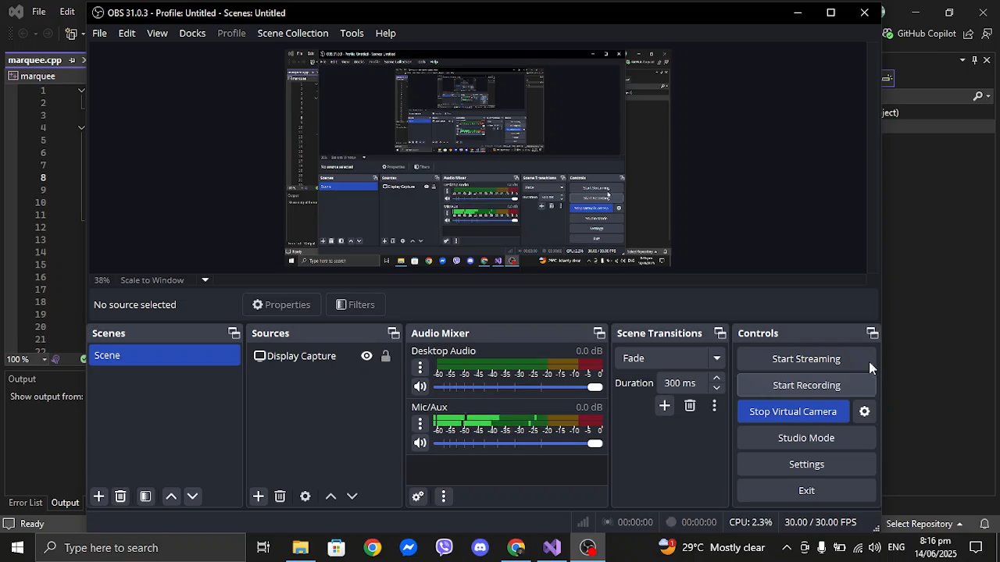 OBS 31.0.3 - Profile: Untitled - Scenes: Untitled
File Edit View Docks Profile Scene Collection Tools Help
File Edit
GitHub Copilot
marquee.cpp
marquee
1
2
3
4
5
6
7
8
9
10
11
12
13
14
15
16
17
18
19
20
21
22
100 %
Output
Show output from:
Error List Output
Ready
38% Scale to Window
No source selected
Properties
Filters
Scenes
Scene
Sources
Display Capture
Audio Mixer
Desktop Audio 0.0 dB
-60 -55 -50 -45 -40 -35 -30 -25 -20 -15 -10 -5 0
Mic/Aux 0.0 dB
-60 -55 -50 -45 -40 -35 -30 -25 -20 -15 -10 -5 0
Scene Transitions
Fade
Duration 300 ms
Controls
Start Streaming
Start Recording
Stop Virtual Camera
Studio Mode
Settings
Exit
00:00:00 00:00:00 CPU: 2.3% 30.00 / 30.00 FPS
Select Repository
Type here to search
29°C Mostly clear
ENG
8:16 pm
14/06/2025